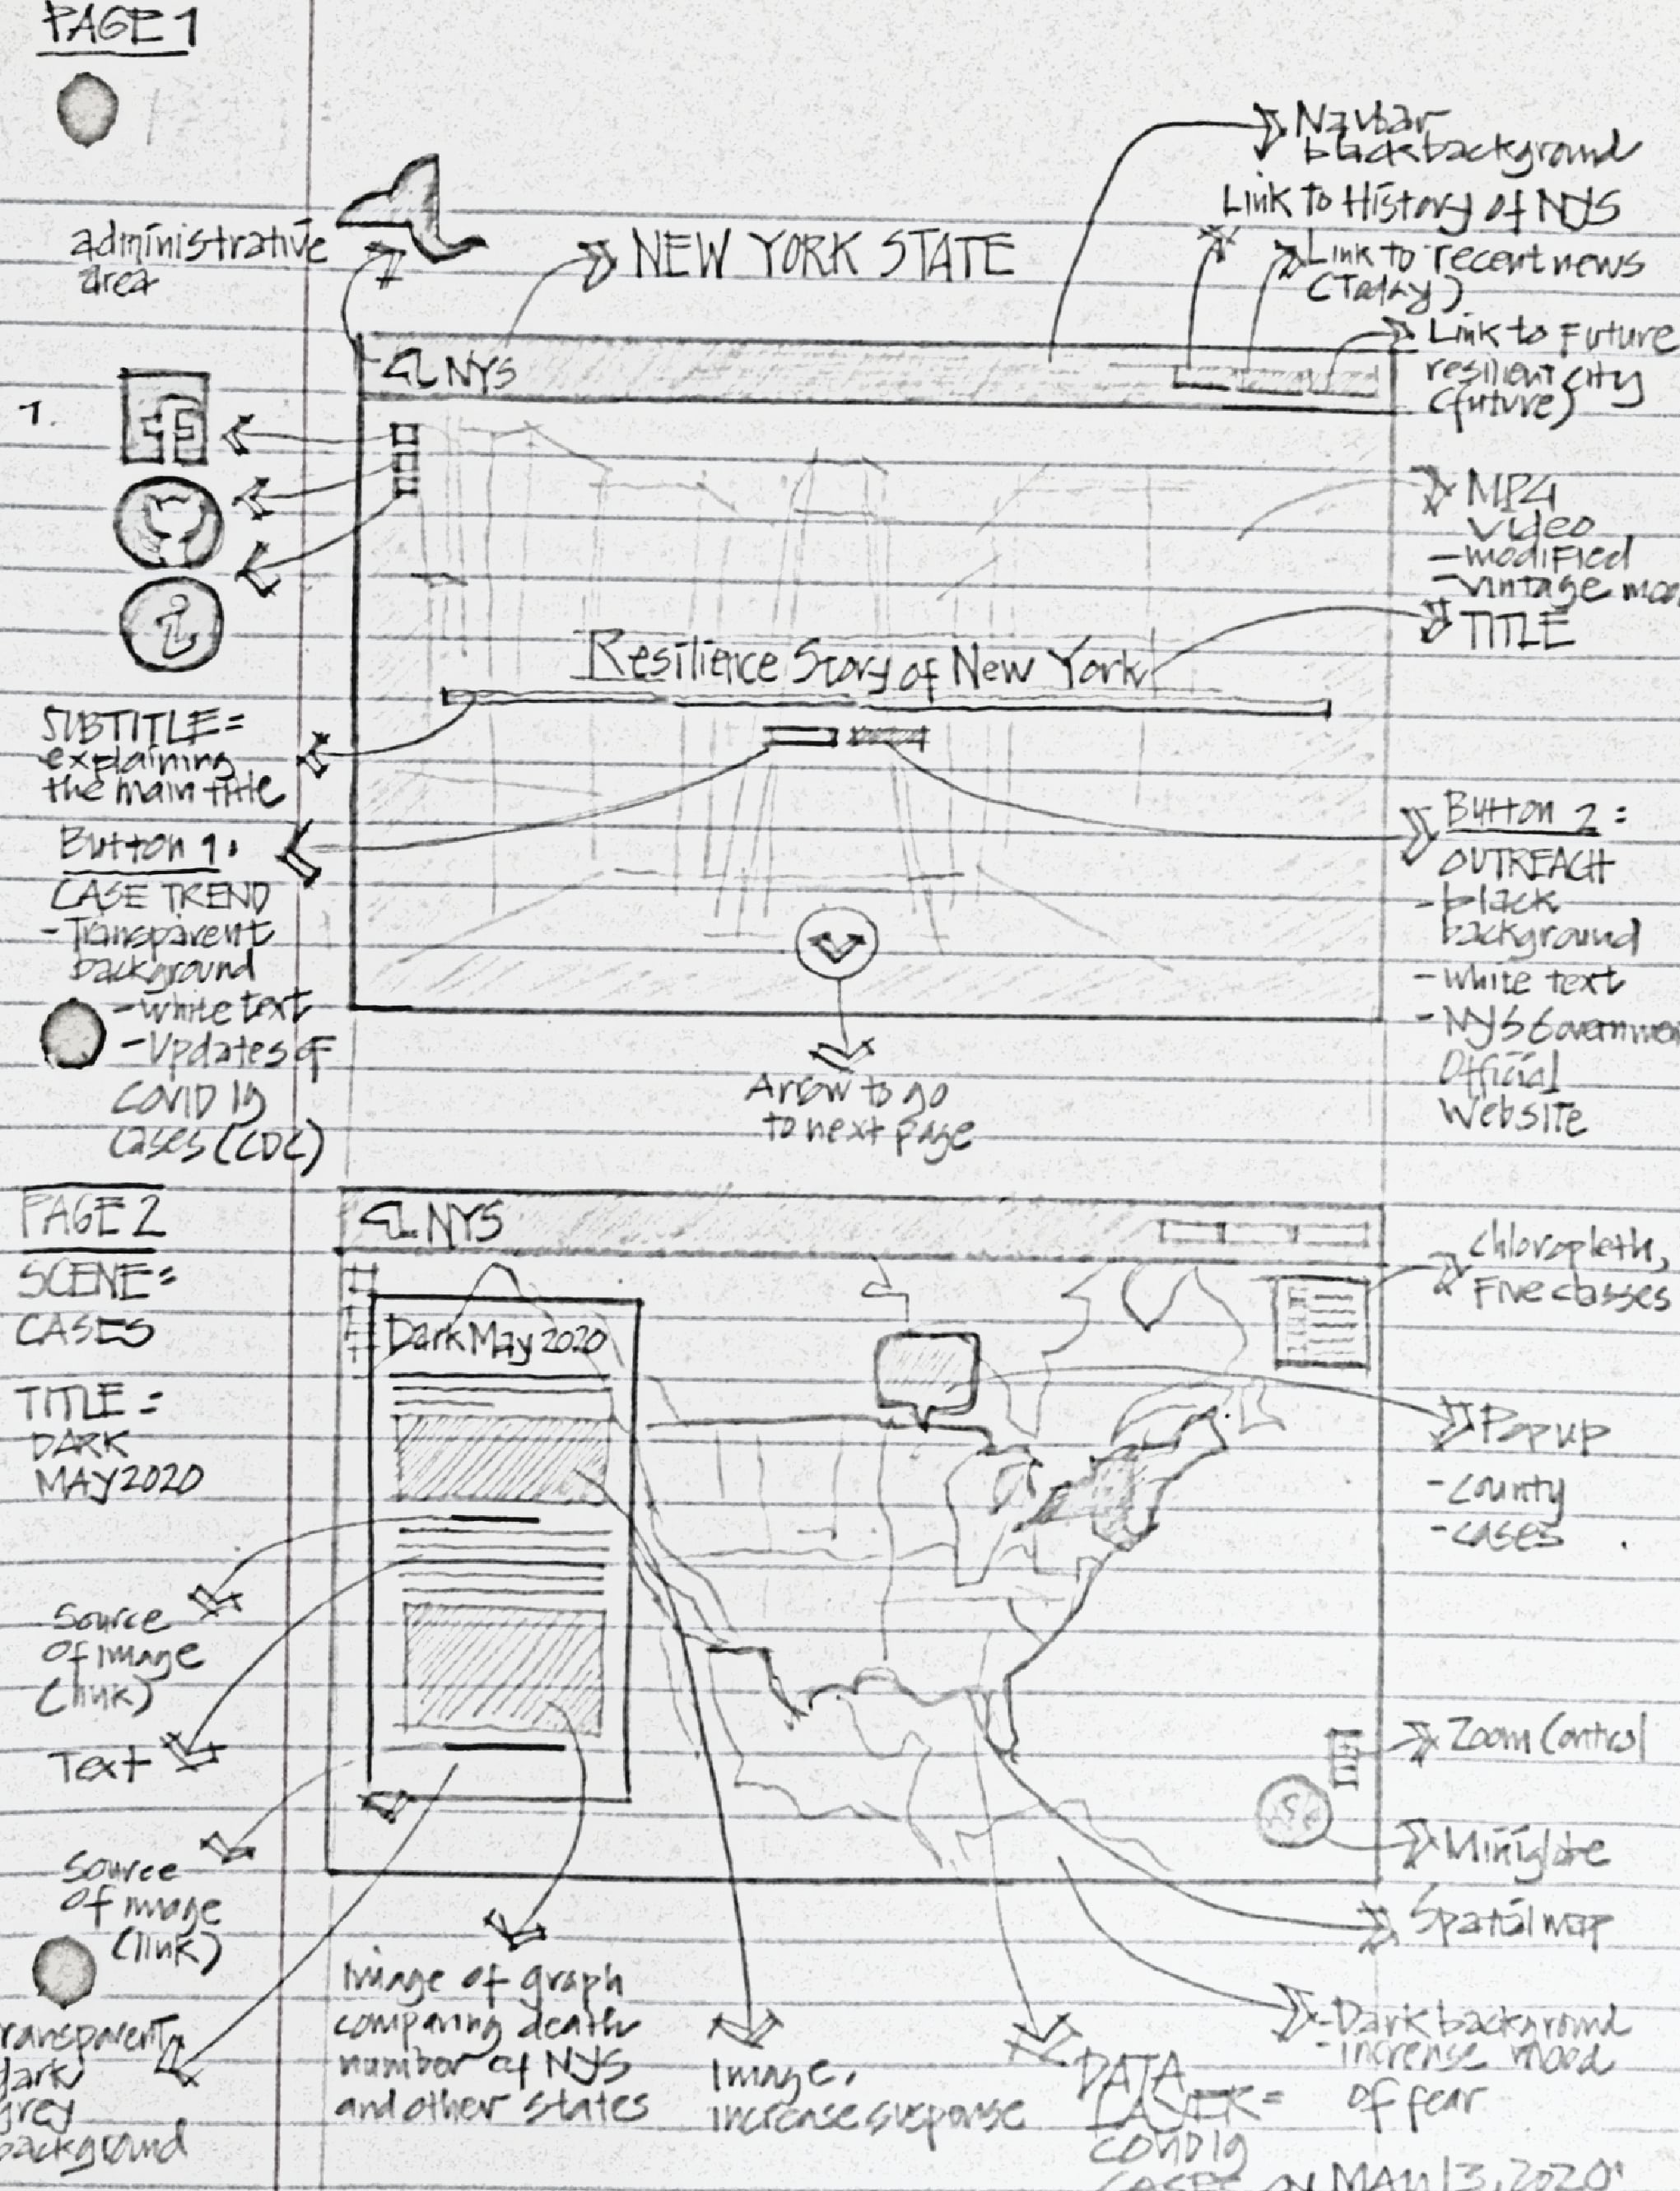 PAGE 1
administrative
area
NEW YORK STATE
Navbar
black background
Link to History of NYS
Link to recent news
(Today)
Link to Future
resilient city
(future)
NYS
1.
i
MP4
video
- modified
- vintage
TITLE
Resilience Story of New York
SUBTITLE =
explaining
the main title
Button 1.
CASE TREND
- Transparent
background
- white text
- Updates of
COVID 19
cases (CDC)
Button 2 :
OUTREACH
- black
background
- white text
- NYS
Official
Website
Arrow to go
to next page
PAGE 2
SCENE =
CASES
TITLE =
DARK
MAY 2020
NYS
Dark May 2020
Chloropleth,
Five classes
Popup
- county
- cases
Source
of image
(link)
Text
Source
of image
(link)
ransparent
dark
grey
background
Zoom Control
Miniglobe
Spatial map
- Dark background
- increase mood
of fear
Image of graph
comparing death
number of NYS
and other states
Image,
increase suspense
DATA
LAYER =
COVID 19
CASES ON MAY 13, 2020